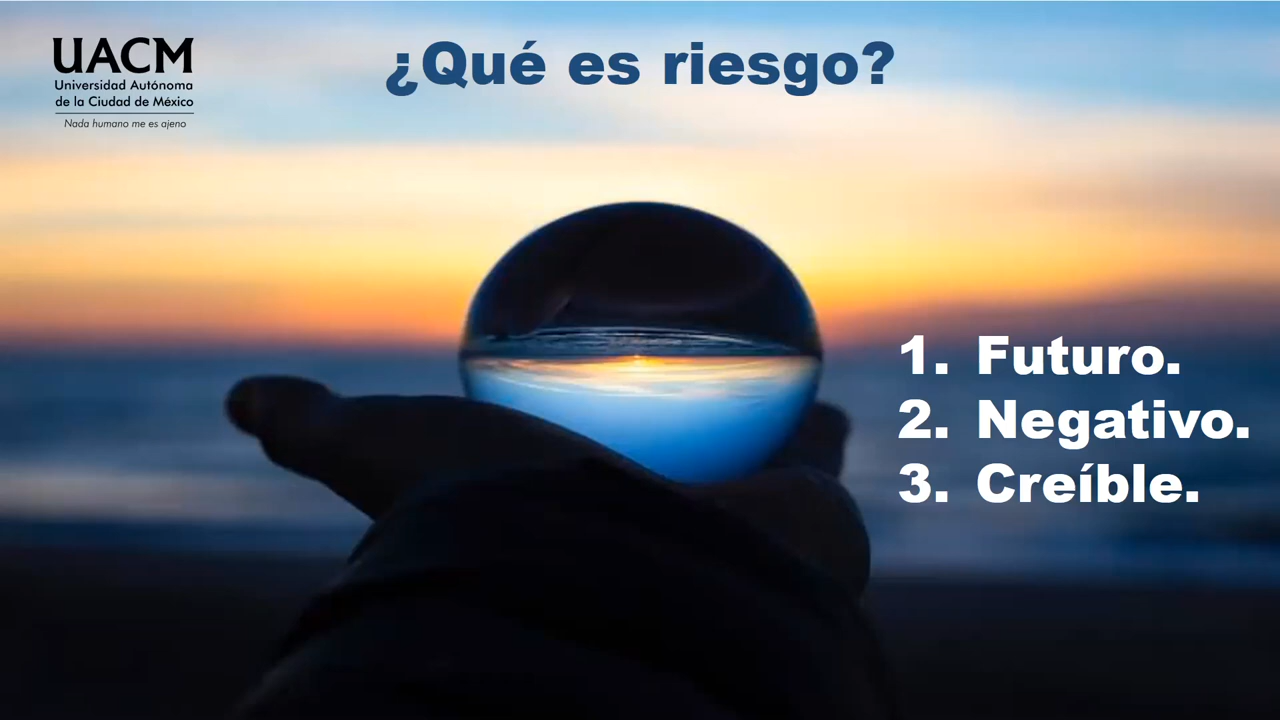 UACM
Universidad Autónoma
de la Ciudad de México
Nada humano me es ajeno
¿Qué es riesgo?
1. Futuro.
2. Negativo.
3. Creíble.